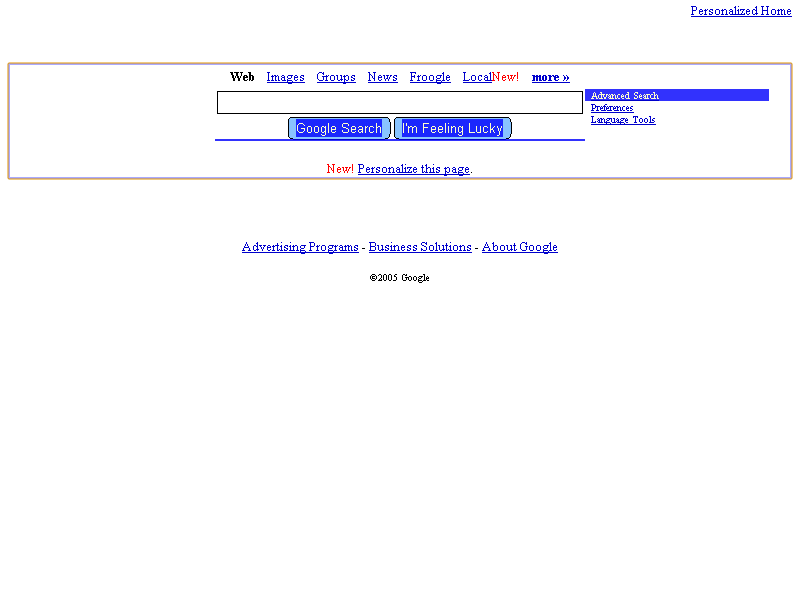 Personalized Home
Web Images Groups News Froogle LocalNew! more »
Advanced Search
Preferences
Language Tools
Google Search I'm Feeling Lucky
New! Personalize this page.
Advertising Programs - Business Solutions - About Google
©2005 Google